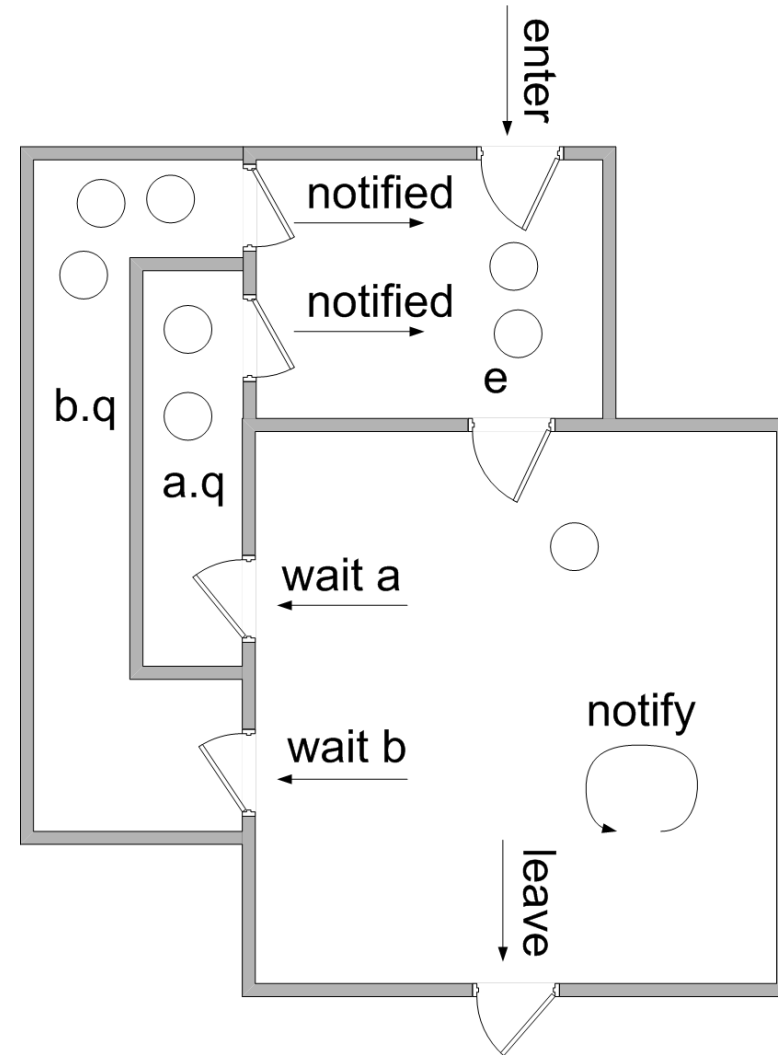 enter
notified
notified
e
b.q
a.q
wait a
notify
wait b
leave